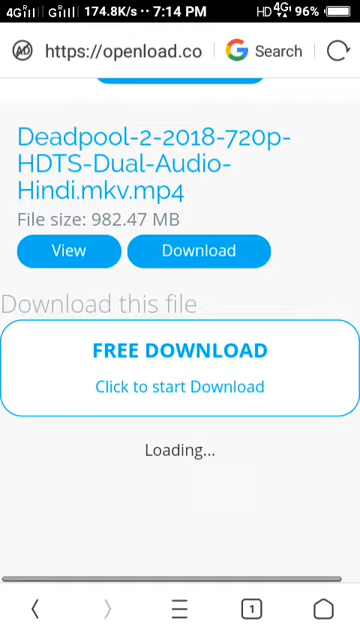 4G G 174.8K/s ·· 7:14 PM HD 4G 96%
AD https://openload.co G Search
Deadpool-2-2018-720p-
HDTS-Dual-Audio-
Hindi.mkv.mp4
File size: 982.47 MB
View Download
Download this file
FREE DOWNLOAD
Click to start Download
Loading...
1